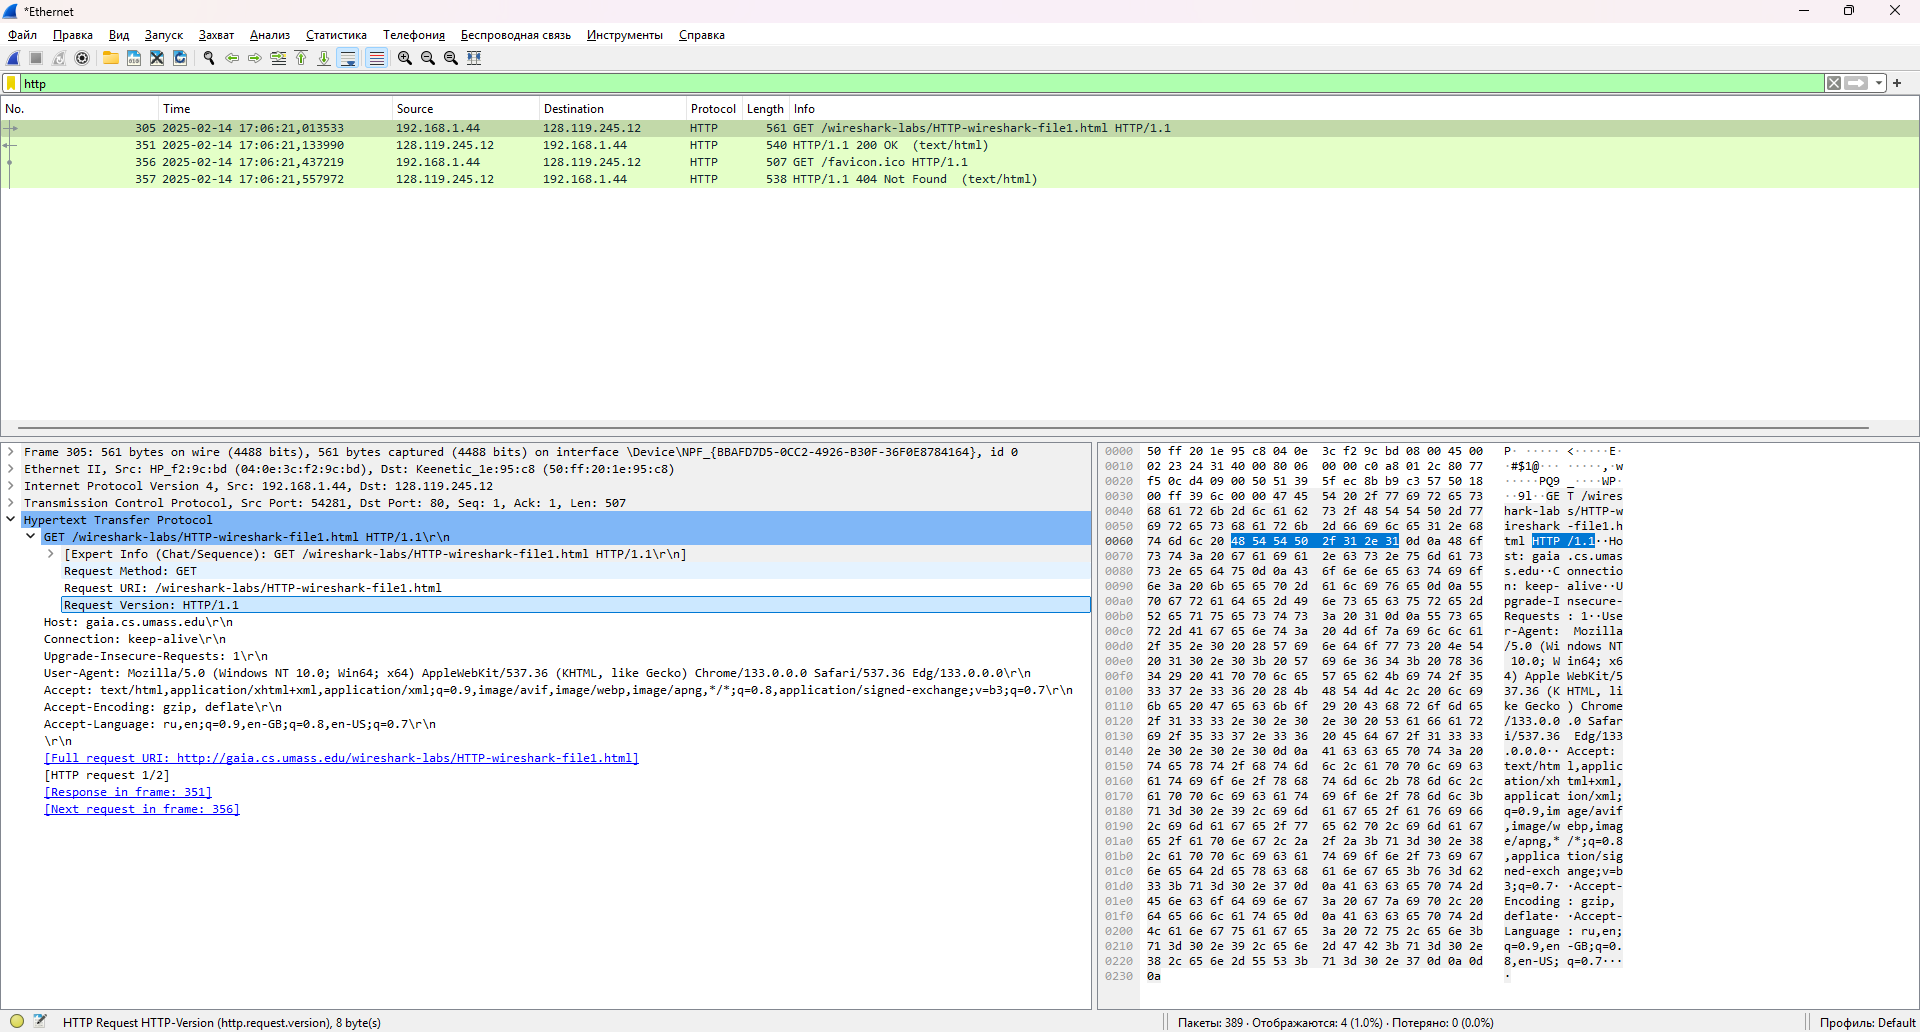 *Ethernet
Файл Правка Вид Запуск Захват Анализ Статистика Телефония Беспроводная связь Инструменты Справка
http
No. Time Source Destination Protocol Length Info
305 2025-02-14 17:06:21,013533 192.168.1.44 128.119.245.12 HTTP 561 GET /wireshark-labs/HTTP-wireshark-file1.html HTTP/1.1
351 2025-02-14 17:06:21,133990 128.119.245.12 192.168.1.44 HTTP 540 HTTP/1.1 200 OK  (text/html)
356 2025-02-14 17:06:21,437219 192.168.1.44 128.119.245.12 HTTP 507 GET /favicon.ico HTTP/1.1
357 2025-02-14 17:06:21,557972 128.119.245.12 192.168.1.44 HTTP 538 HTTP/1.1 404 Not Found  (text/html)
Frame 305: 561 bytes on wire (4488 bits), 561 bytes captured (4488 bits) on interface \Device\NPF_{BBAFD7D5-0CC2-4926-B30F-36F0E8784164}, id 0
Ethernet II, Src: HP_f2:9c:bd (04:0e:3c:f2:9c:bd), Dst: Keenetic_1e:95:c8 (50:ff:20:1e:95:c8)
Internet Protocol Version 4, Src: 192.168.1.44, Dst: 128.119.245.12
Transmission Control Protocol, Src Port: 54281, Dst Port: 80, Seq: 1, Ack: 1, Len: 507
Hypertext Transfer Protocol
GET /wireshark-labs/HTTP-wireshark-file1.html HTTP/1.1\r\n
[Expert Info (Chat/Sequence): GET /wireshark-labs/HTTP-wireshark-file1.html HTTP/1.1\r\n]
Request Method: GET
Request URI: /wireshark-labs/HTTP-wireshark-file1.html
Request Version: HTTP/1.1
Host: gaia.cs.umass.edu\r\n
Connection: keep-alive\r\n
Upgrade-Insecure-Requests: 1\r\n
User-Agent: Mozilla/5.0 (Windows NT 10.0; Win64; x64) AppleWebKit/537.36 (KHTML, like Gecko) Chrome/133.0.0.0 Safari/537.36 Edg/133.0.0.0\r\n
Accept: text/html,application/xhtml+xml,application/xml;q=0.9,image/avif,image/webp,image/apng,*/*;q=0.8,application/signed-exchange;v=b3;q=0.7\r\n
Accept-Encoding: gzip, deflate\r\n
Accept-Language: ru,en;q=0.9,en-GB;q=0.8,en-US;q=0.7\r\n
\r\n
[Full request URI: http://gaia.cs.umass.edu/wireshark-labs/HTTP-wireshark-file1.html]
[HTTP request 1/2]
[Response in frame: 351]
[Next request in frame: 356]
0000 50 ff 20 1e 95 c8 04 0e 3c f2 9c bd 08 00 45 00 P· ····· <·····E·
0010 02 23 24 31 40 00 80 06 00 00 c0 a8 01 2c 80 77 ·#$1@··· ·····,·w
0020 f5 0c d4 09 00 50 51 39 5f ec 8b b9 c3 57 50 18 ·····PQ9 _····WP·
0030 00 ff 39 6c 00 00 47 45 54 20 2f 77 69 72 65 73 ··9l··GE T /wires
0040 68 61 72 6b 2d 6c 61 62 73 2f 48 54 54 50 2d 77 hark-lab s/HTTP-w
0050 69 72 65 73 68 61 72 6b 2d 66 69 6c 65 31 2e 68 ireshark -file1.h
0060 74 6d 6c 20 48 54 54 50 2f 31 2e 31 0d 0a 48 6f tml HTTP /1.1··Ho
0070 73 74 3a 20 67 61 69 61 2e 63 73 2e 75 6d 61 73 st: gaia .cs.umas
0080 73 2e 65 64 75 0d 0a 43 6f 6e 6e 65 63 74 69 6f s.edu··C onnectio
0090 6e 3a 20 6b 65 65 70 2d 61 6c 69 76 65 0d 0a 55 n: keep- alive··U
00a0 70 67 72 61 64 65 2d 49 6e 73 65 63 75 72 65 2d pgrade-I nsecure-
00b0 52 65 71 75 65 73 74 73 3a 20 31 0d 0a 55 73 65 Requests : 1··Use
00c0 72 2d 41 67 65 6e 74 3a 20 4d 6f 7a 69 6c 6c 61 r-Agent:  Mozilla
00d0 2f 35 2e 30 20 28 57 69 6e 64 6f 77 73 20 4e 54 /5.0 (Wi ndows NT
00e0 20 31 30 2e 30 3b 20 57 69 6e 36 34 3b 20 78 36  10.0; W in64; x6
00f0 34 29 20 41 70 70 6c 65 57 65 62 4b 69 74 2f 35 4) Apple WebKit/5
0100 33 37 2e 33 36 20 28 4b 48 54 4d 4c 2c 20 6c 69 37.36 (K HTML, li
0110 6b 65 20 47 65 63 6b 6f 29 20 43 68 72 6f 6d 65 ke Gecko ) Chrome
0120 2f 31 33 33 2e 30 2e 30 2e 30 20 53 61 66 61 72 /133.0.0 .0 Safar
0130 69 2f 35 33 37 2e 33 36 20 45 64 67 2f 31 33 33 i/537.36  Edg/133
0140 2e 30 2e 30 2e 30 0d 0a 41 63 63 65 70 74 3a 20 .0.0.0·· Accept:
0150 74 65 78 74 2f 68 74 6d 6c 2c 61 70 70 6c 69 63 text/htm l,applic
0160 61 74 69 6f 6e 2f 78 68 74 6d 6c 2b 78 6d 6c 2c ation/xh tml+xml,
0170 61 70 70 6c 69 63 61 74 69 6f 6e 2f 78 6d 6c 3b applicat ion/xml;
0180 71 3d 30 2e 39 2c 69 6d 61 67 65 2f 61 76 69 66 q=0.9,im age/avif
0190 2c 69 6d 61 67 65 2f 77 65 62 70 2c 69 6d 61 67 ,image/w ebp,imag
01a0 65 2f 61 70 6e 67 2c 2a 2f 2a 3b 71 3d 30 2e 38 e/apng,* /*;q=0.8
01b0 2c 61 70 70 6c 69 63 61 74 69 6f 6e 2f 73 69 67 ,applica tion/sig
01c0 6e 65 64 2d 65 78 63 68 61 6e 67 65 3b 76 3d 62 ned-exch ange;v=b
01d0 33 3b 71 3d 30 2e 37 0d 0a 41 63 63 65 70 74 2d 3;q=0.7· ·Accept-
01e0 45 6e 63 6f 64 69 6e 67 3a 20 67 7a 69 70 2c 20 Encoding : gzip,
01f0 64 65 66 6c 61 74 65 0d 0a 41 63 63 65 70 74 2d deflate· ·Accept-
0200 4c 61 6e 67 75 61 67 65 3a 20 72 75 2c 65 6e 3b Language : ru,en;
0210 71 3d 30 2e 39 2c 65 6e 2d 47 42 3b 71 3d 30 2e q=0.9,en -GB;q=0.
0220 38 2c 65 6e 2d 55 53 3b 71 3d 30 2e 37 0d 0a 0d 8,en-US; q=0.7···
0230 0a ·
HTTP Request HTTP-Version (http.request.version), 8 byte(s)
Пакеты: 389 · Отображаются: 4 (1.0%) · Потеряно: 0 (0.0%)
Профиль: Default